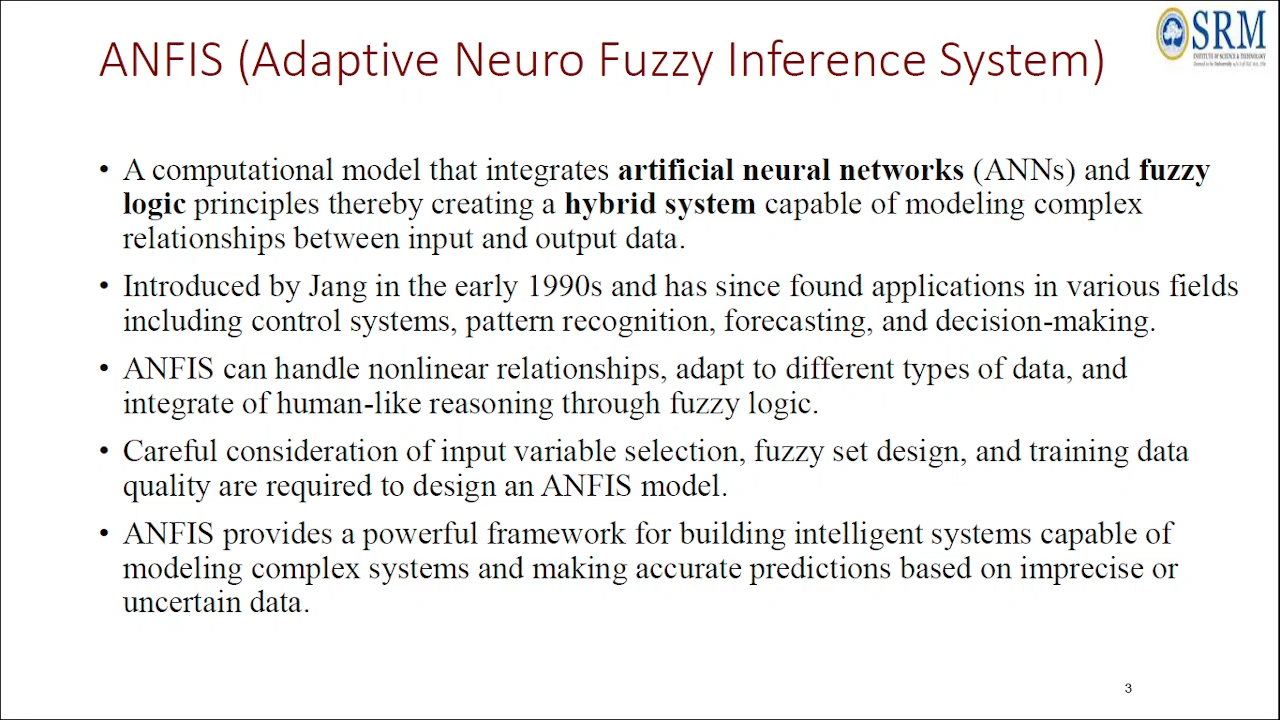 ANFIS (Adaptive Neuro Fuzzy Inference System)
SRM
INSTITUTE OF SCIENCE & TECHNOLOGY
• A computational model that integrates artificial neural networks (ANNs) and fuzzy
logic principles thereby creating a hybrid system capable of modeling complex
relationships between input and output data.
• Introduced by Jang in the early 1990s and has since found applications in various fields
including control systems, pattern recognition, forecasting, and decision-making.
• ANFIS can handle nonlinear relationships, adapt to different types of data, and
integrate of human-like reasoning through fuzzy logic.
• Careful consideration of input variable selection, fuzzy set design, and training data
quality are required to design an ANFIS model.
• ANFIS provides a powerful framework for building intelligent systems capable of
modeling complex systems and making accurate predictions based on imprecise or
uncertain data.
3